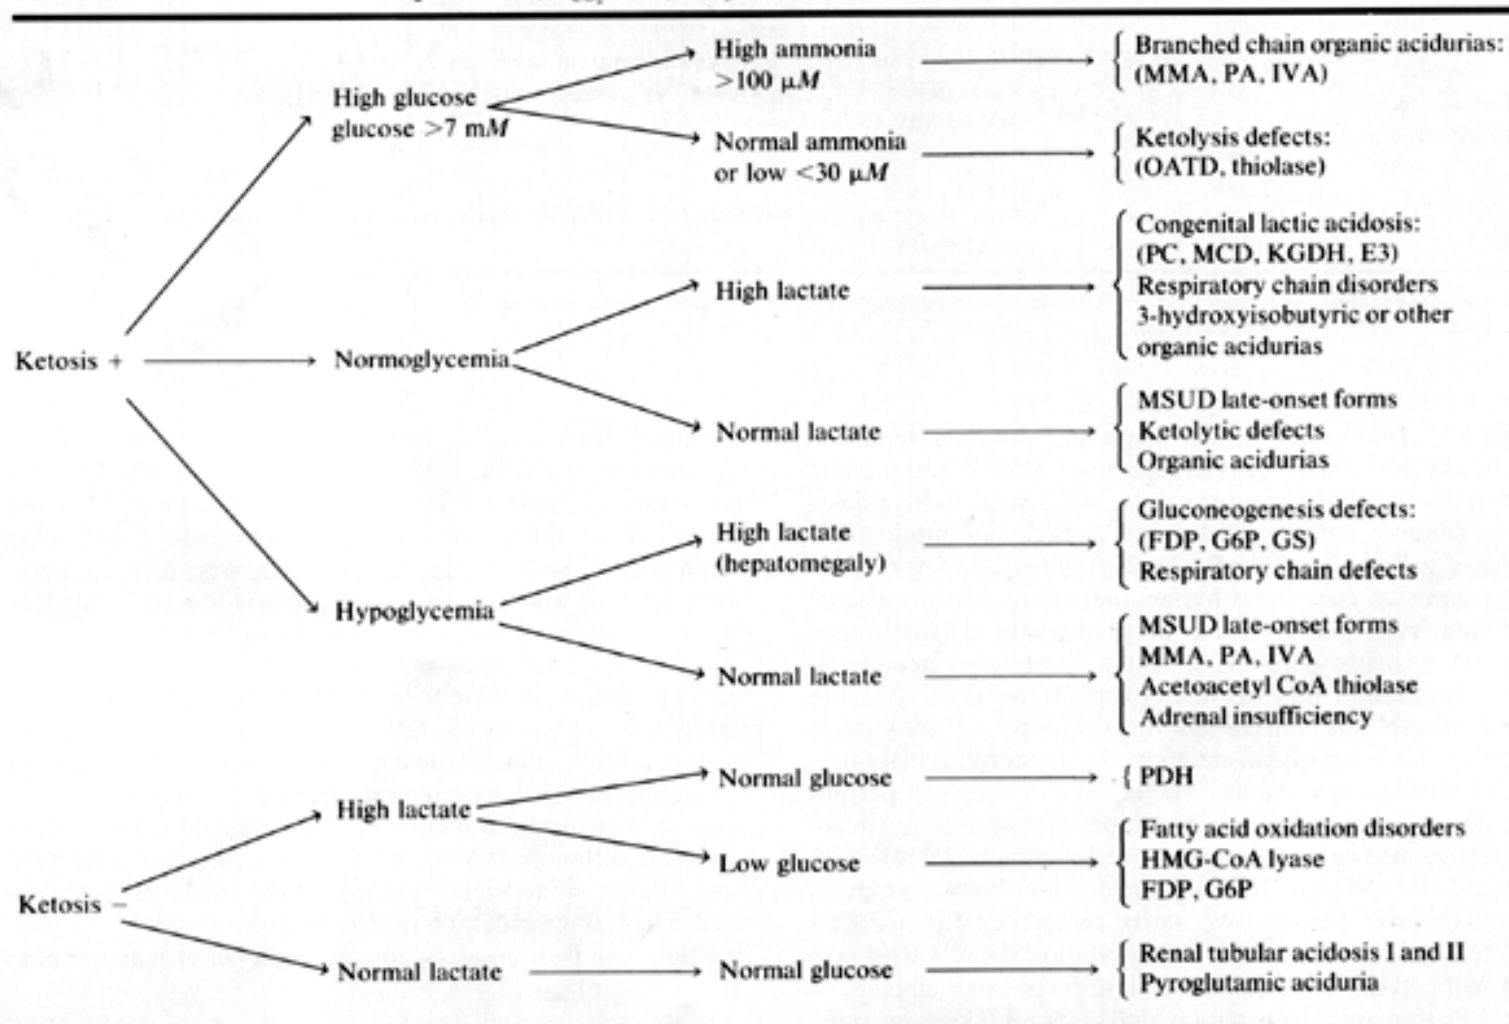 High ammonia
>100 μM
Branched chain organic acidurias:
(MMA, PA, IVA)
High glucose
glucose >7 mM
Normal ammonia
or low <30 μM
Ketolysis defects:
(OATD, thiolase)
Congenital lactic acidosis:
(PC, MCD, KGDH, E3)
Respiratory chain disorders
3-hydroxyisobutyric or other
organic acidurias
High lactate
Ketosis +
Normoglycemia
Normal lactate
MSUD late-onset forms
Ketolytic defects
Organic acidurias
High lactate
(hepatomegaly)
Gluconeogenesis defects:
(FDP, G6P, GS)
Respiratory chain defects
Hypoglycemia
Normal lactate
MSUD late-onset forms
MMA, PA, IVA
Acetoacetyl CoA thiolase
Adrenal insufficiency
Normal glucose
PDH
High lactate
Low glucose
Fatty acid oxidation disorders
HMG-CoA lyase
FDP, G6P
Ketosis −
Normal lactate
Normal glucose
Renal tubular acidosis I and II
Pyroglutamic aciduria